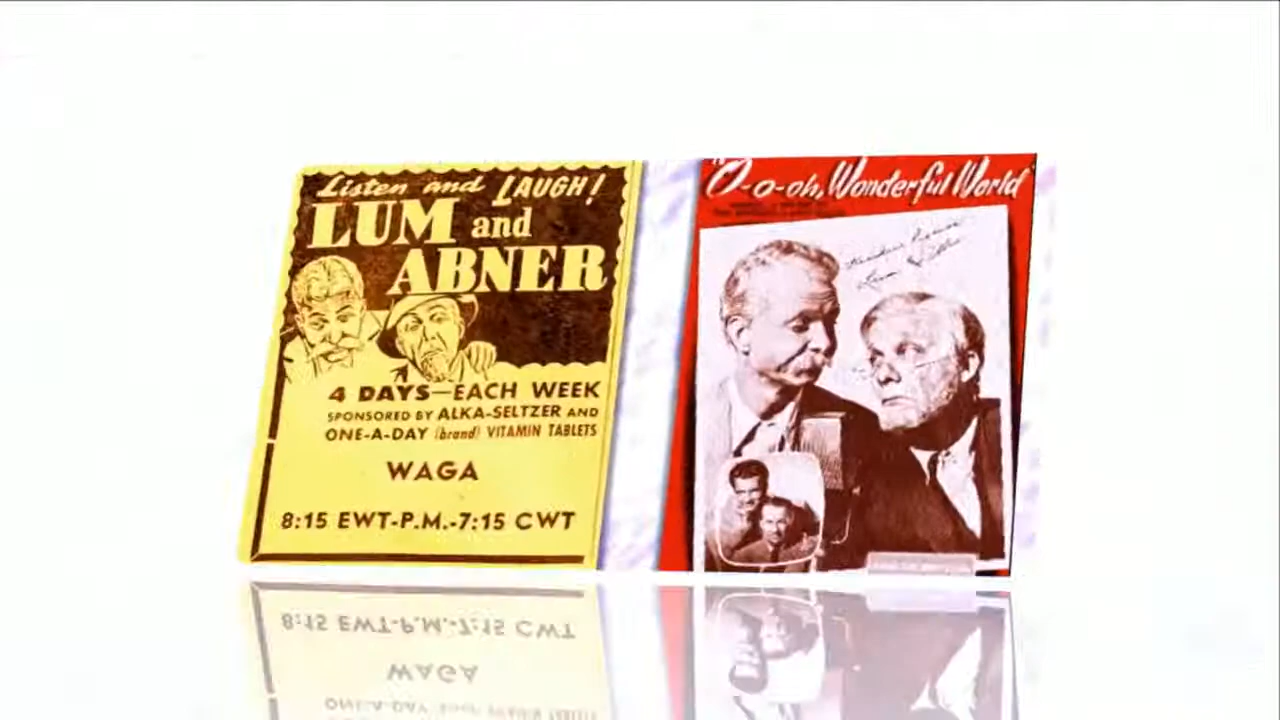 Listen and LAUGH!
LUM and
ABNER
4 DAYS—EACH WEEK
SPONSORED BY ALKA-SELTZER AND
ONE-A-DAY (brand) VITAMIN TABLETS
WAGA
8:15 EWT-P.M.-7:15 CWT
"O-o-oh, Wonderful World